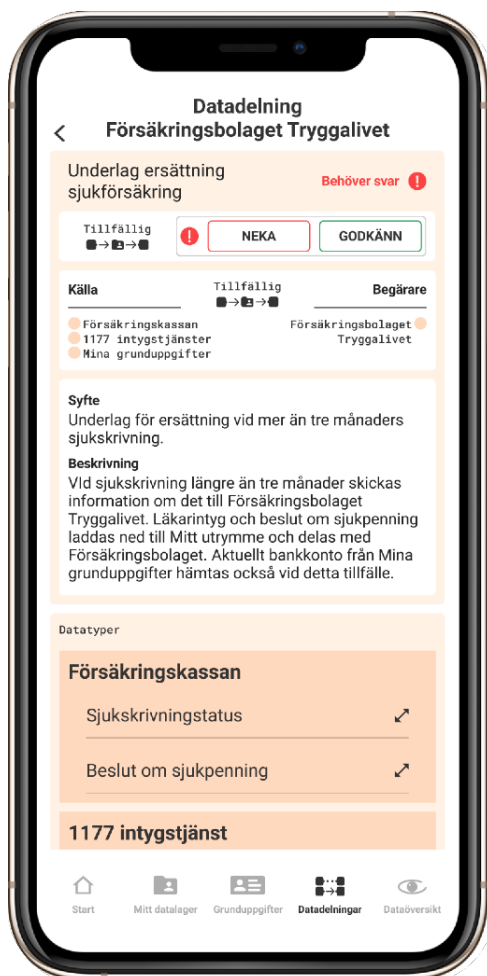 Datadelning
Försäkringsbolaget Tryggalivet
Underlag ersättning
sjukförsäkring
Behöver svar
Tillfällig
NEKA
GODKÄNN
Källa
Tillfällig
Begärare
Försäkringskassan
1177 intygstjänster
Mina grunduppgifter
Försäkringsbolaget
Tryggalivet
Syfte
Underlag för ersättning vid mer än tre månaders
sjukskrivning.
Beskrivning
VId sjukskrivning längre än tre månader skickas
information om det till Försäkringsbolaget
Tryggalivet. Läkarintyg och beslut om sjukpenning
laddas ned till Mitt utrymme och delas med
Försäkringsbolaget. Aktuellt bankkonto från Mina
grunduppgifter hämtas också vid detta tillfälle.
Datatyper
Försäkringskassan
Sjukskrivningstatus
Beslut om sjukpenning
1177 intygstjänst
Start
Mitt datalager
Grunduppgifter
Datadelningar
Dataöversikt